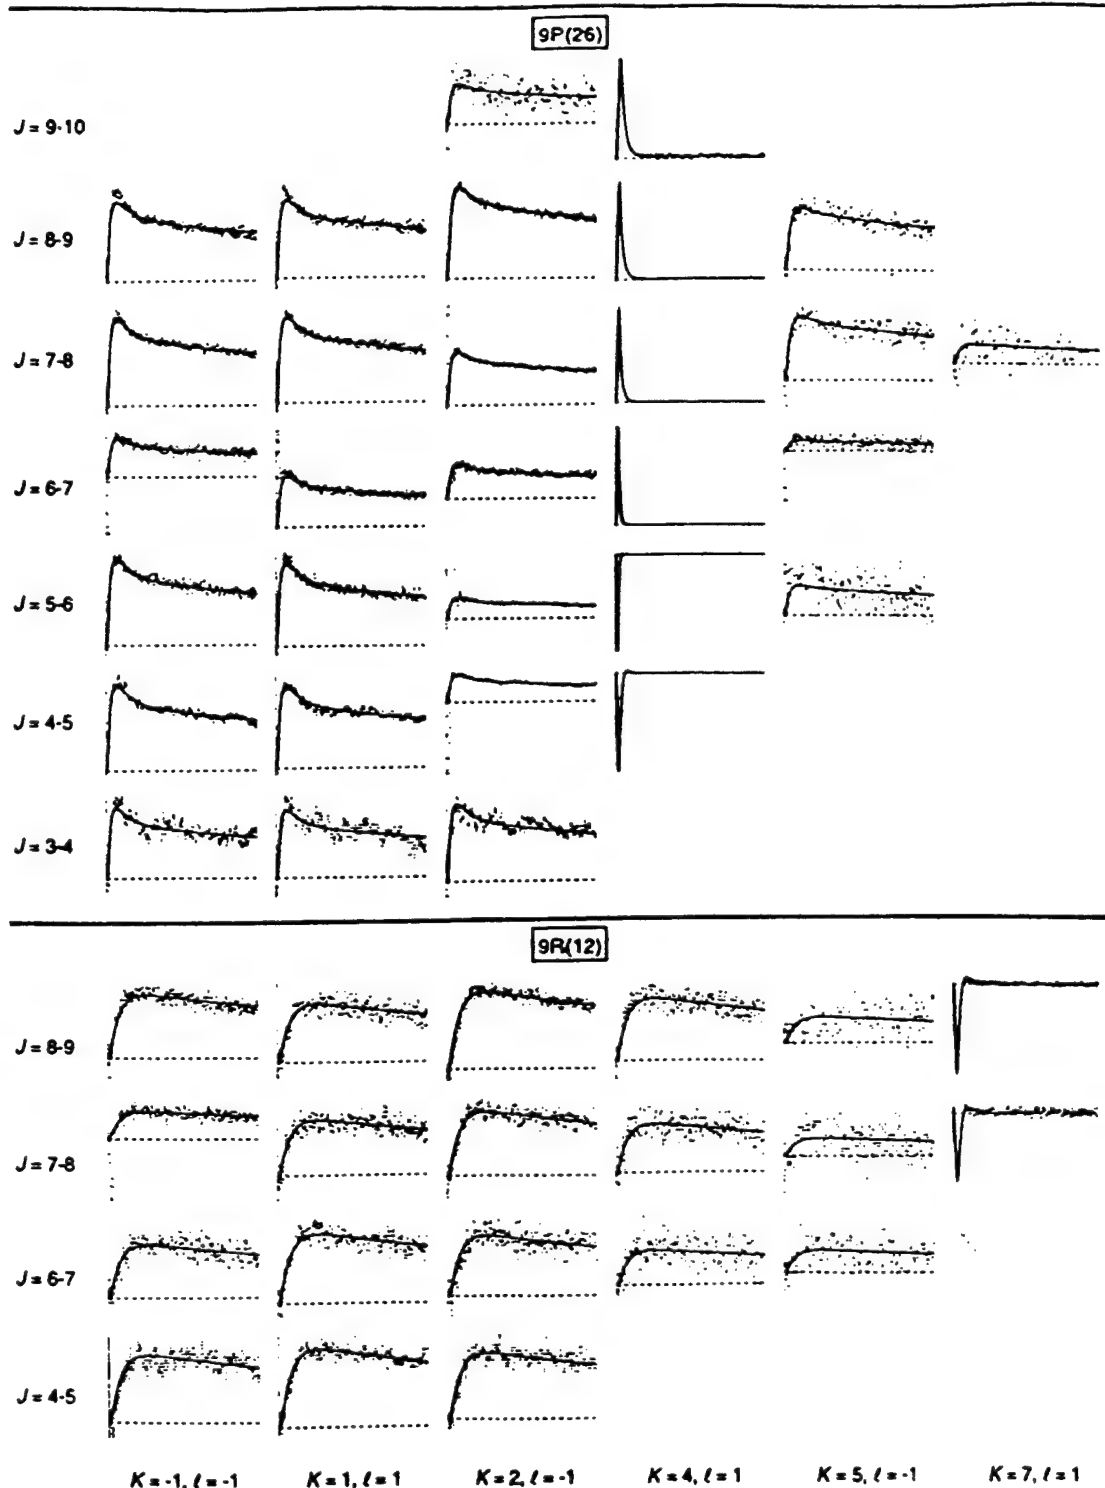 9P(26)
J = 9-10
J = 8-9
J = 7-8
J = 6-7
J = 5-6
J = 4-5
J = 3-4
9R(12)
J = 8-9
J = 7-8
J = 6-7
J = 4-5
K = -1, ℓ = -1 K = 1, ℓ = 1 K = 2, ℓ = -1 K = 4, ℓ = 1 K = 5, ℓ = -1 K = 7, ℓ = 1